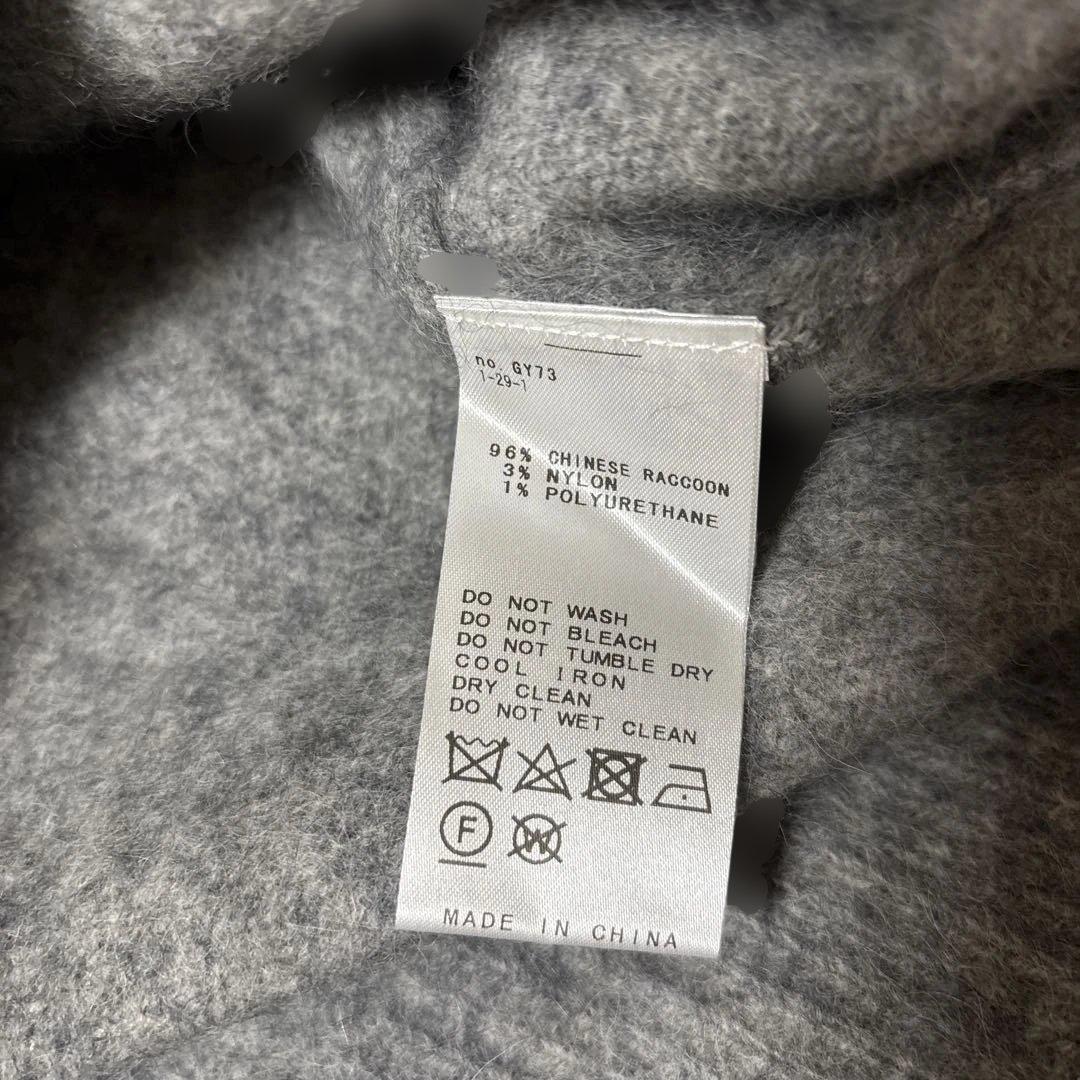 no. GY73
1-29-1
96% CHINESE RACCOON
3% NYLON
1% POLYURETHANE
DO NOT WASH
DO NOT BLEACH
DO NOT TUMBLE DRY
COOL IRON
DRY CLEAN
DO NOT WET CLEAN
F W
MADE IN CHINA